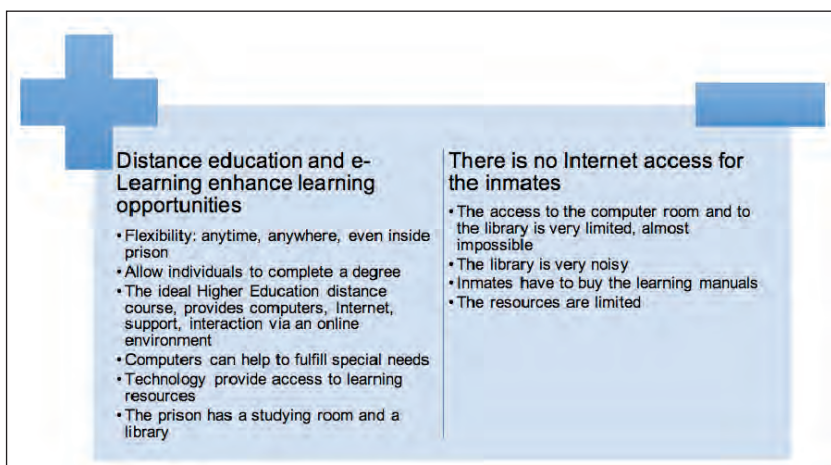 Distance education and e-
Learning enhance learning
opportunities
• Flexibility: anytime, anywhere, even inside
prison
• Allow individuals to complete a degree
• The ideal Higher Education distance
course, provides computers, Internet,
support, interaction via an online
environment
• Computers can help to fulfill special needs
• Technology provide access to learning
resources
• The prison has a studying room and a
library
There is no Internet access for
the inmates
• The access to the computer room and to
the library is very limited, almost
impossible
• The library is very noisy
• Inmates have to buy the learning manuals
• The resources are limited